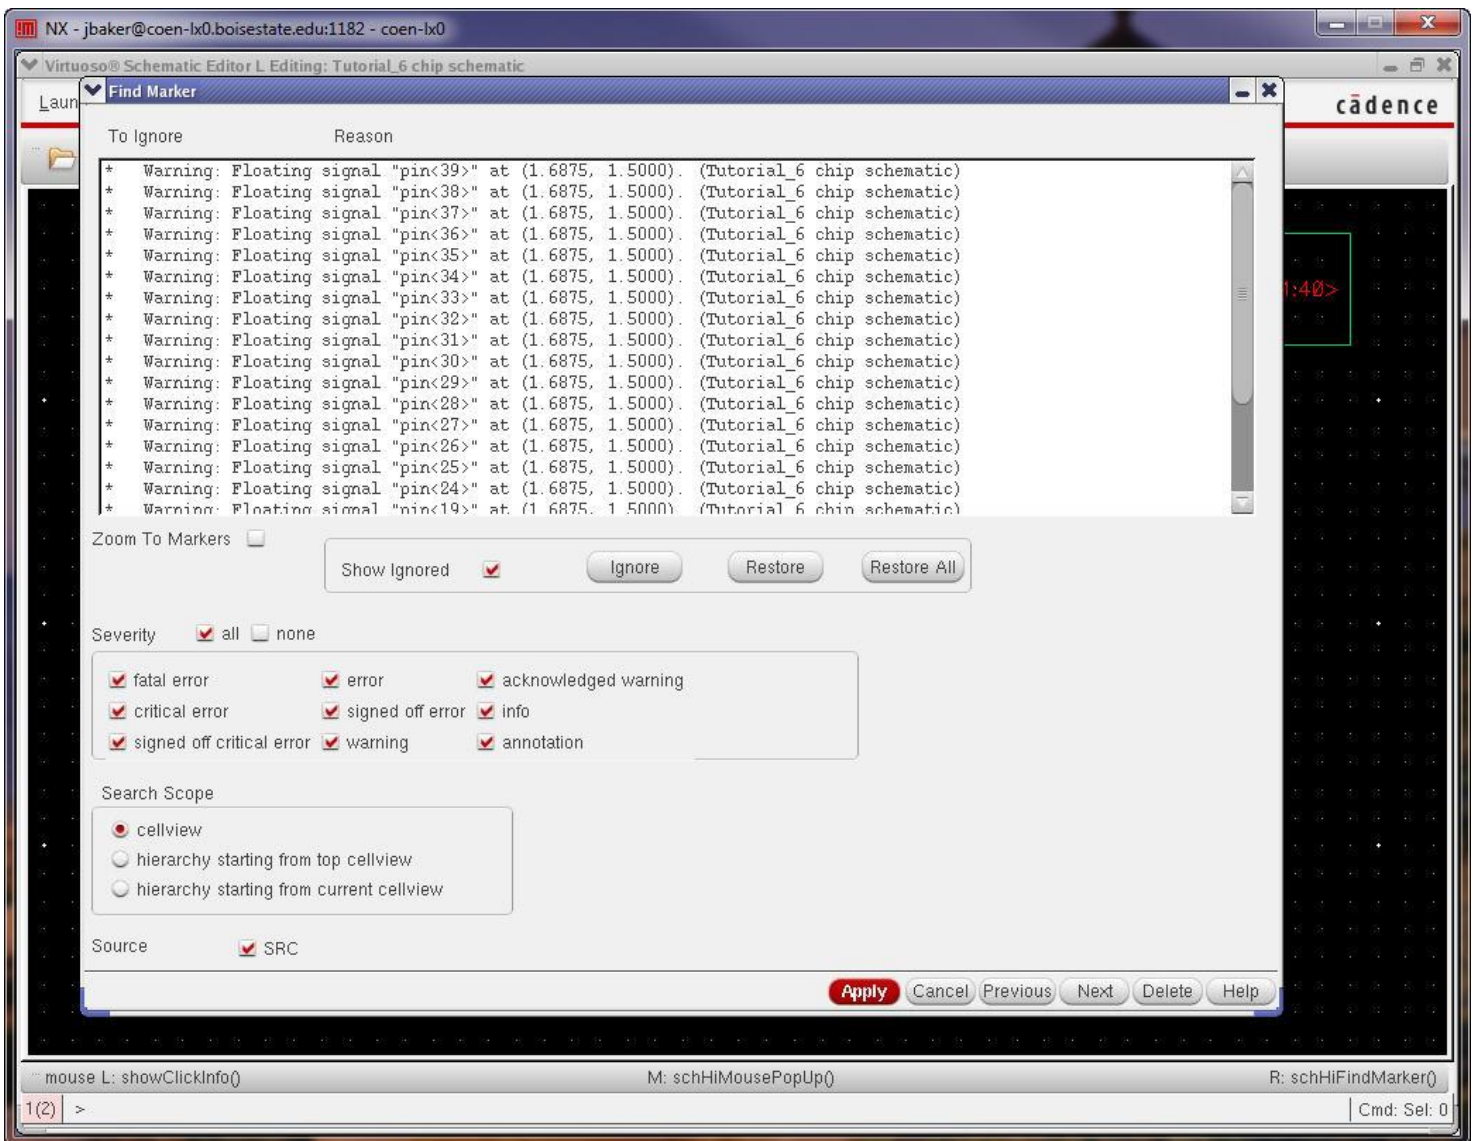 NX - jbaker@coen-lx0.boisestate.edu:1182 - coen-lx0
Virtuoso® Schematic Editor L Editing: Tutorial_6 chip schematic
Laun
Find Marker
cādence
To Ignore Reason
* Warning: Floating signal "pin<39>" at (1.6875, 1.5000). (Tutorial_6 chip schematic)
* Warning: Floating signal "pin<38>" at (1.6875, 1.5000). (Tutorial_6 chip schematic)
* Warning: Floating signal "pin<37>" at (1.6875, 1.5000). (Tutorial_6 chip schematic)
* Warning: Floating signal "pin<36>" at (1.6875, 1.5000). (Tutorial_6 chip schematic)
* Warning: Floating signal "pin<35>" at (1.6875, 1.5000). (Tutorial_6 chip schematic)
* Warning: Floating signal "pin<34>" at (1.6875, 1.5000). (Tutorial_6 chip schematic)
* Warning: Floating signal "pin<33>" at (1.6875, 1.5000). (Tutorial_6 chip schematic)
* Warning: Floating signal "pin<32>" at (1.6875, 1.5000). (Tutorial_6 chip schematic)
* Warning: Floating signal "pin<31>" at (1.6875, 1.5000). (Tutorial_6 chip schematic)
* Warning: Floating signal "pin<30>" at (1.6875, 1.5000). (Tutorial_6 chip schematic)
* Warning: Floating signal "pin<29>" at (1.6875, 1.5000). (Tutorial_6 chip schematic)
* Warning: Floating signal "pin<28>" at (1.6875, 1.5000). (Tutorial_6 chip schematic)
* Warning: Floating signal "pin<27>" at (1.6875, 1.5000). (Tutorial_6 chip schematic)
* Warning: Floating signal "pin<26>" at (1.6875, 1.5000). (Tutorial_6 chip schematic)
* Warning: Floating signal "pin<25>" at (1.6875, 1.5000). (Tutorial_6 chip schematic)
* Warning: Floating signal "pin<24>" at (1.6875, 1.5000). (Tutorial_6 chip schematic)
* Warning: Floating signal "pin<19>" at (1.6875, 1.5000). (Tutorial_6 chip schematic)
1:40>
Zoom To Markers
Show Ignored Ignore Restore Restore All
Severity all none
fatal error error acknowledged warning
critical error signed off error info
signed off critical error warning annotation
Search Scope
cellview
hierarchy starting from top cellview
hierarchy starting from current cellview
Source SRC
Apply Cancel Previous Next Delete Help
mouse L: showClickInfo() M: schHiMousePopUp() R: schHiFindMarker()
1(2) > Cmd: Sel: 0